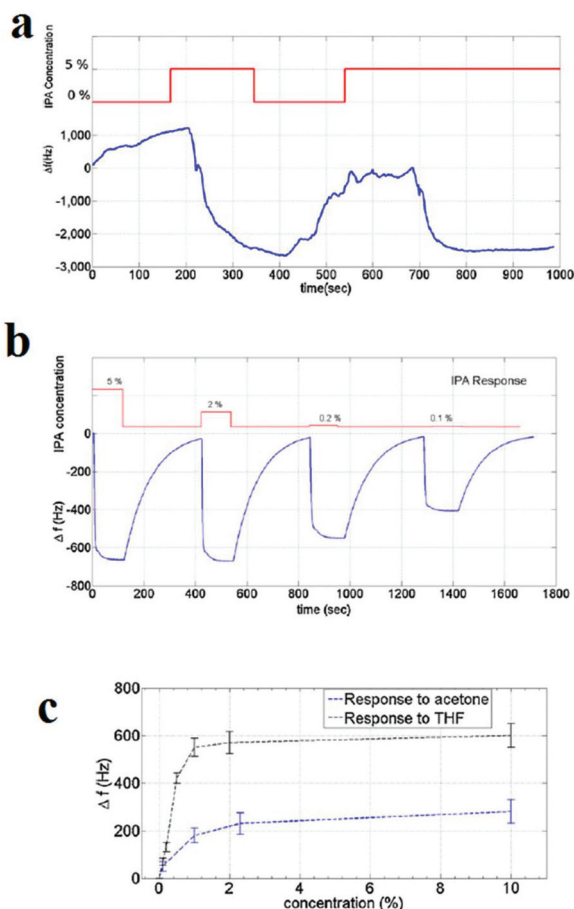 a
IPA Concentration
5 %
0 %
Δf(Hz)
1,000
0
-1,000
-2,000
-3,000
0 100 200 300 400 500 600 700 800 900 1000
time(sec)
b
IPA concentration
Δ f (Hz)
5 %
2 %
0.2 %
0.1 %
IPA Response
0
-200
-400
-600
-800
0 200 400 600 800 1000 1200 1400 1600 1800
time (sec)
c
Δ f (Hz)
800
600
400
200
0
Response to acetone
Response to THF
0 2 4 6 8 10
concentration (%)